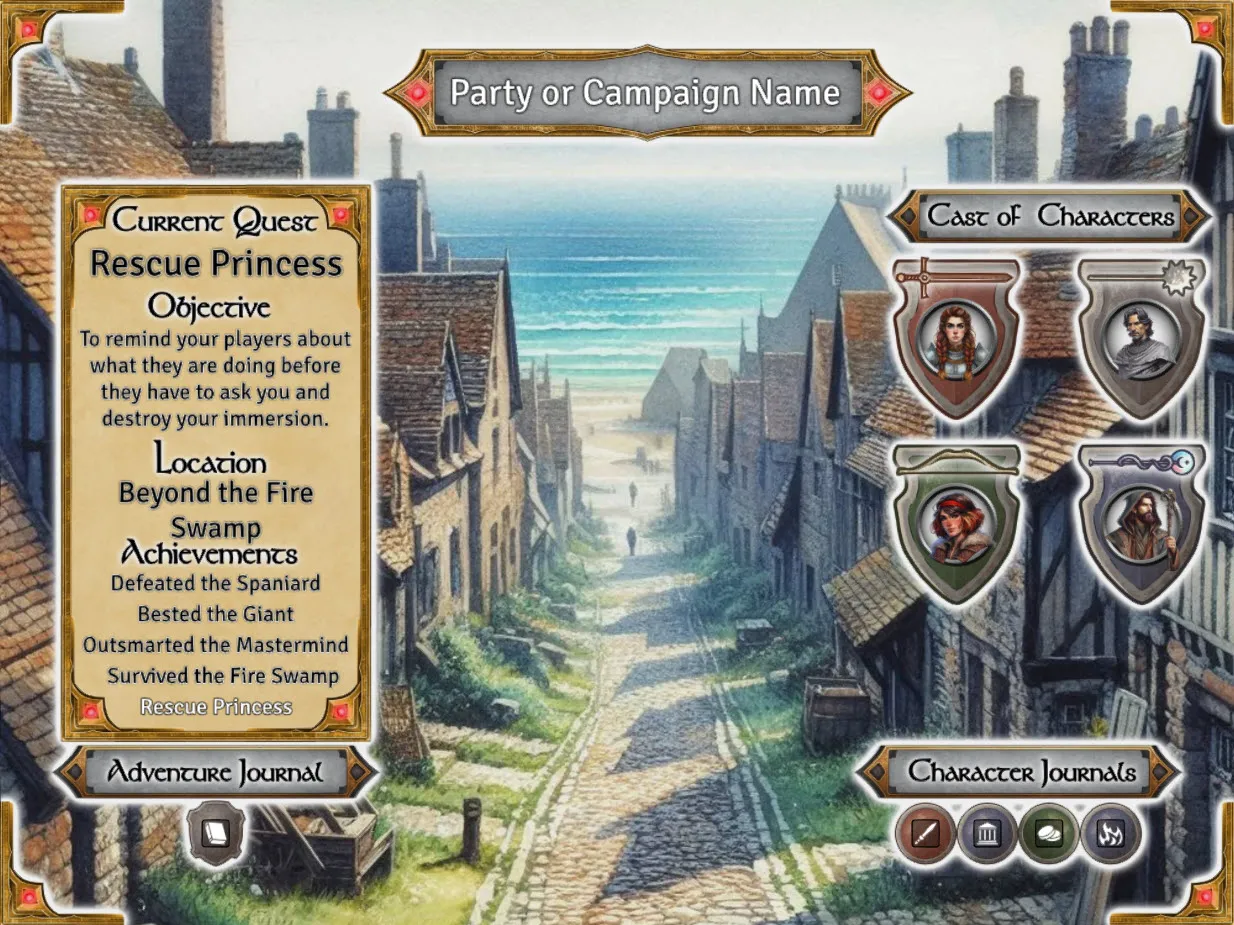 Party or Campaign Name
Current Quest
Rescue Princess
Objective
To remind your players about
what they are doing before
they have to ask you and
destroy your immersion.
Location
Beyond the Fire
Swamp
Achievements
Defeated the Spaniard
Bested the Giant
Outsmarted the Mastermind
Survived the Fire Swamp
Rescue Princess
Adventure Journal
Cast of Characters
Character Journals